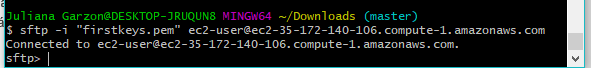 Juliana Garzon@DESKTOP-JRUQUN8 MINGW64 ~/Downloads (master)
$ sftp -i "firstkeys.pem" ec2-user@ec2-35-172-140-106.compute-1.amazonaws.com
Connected to ec2-user@ec2-35-172-140-106.compute-1.amazonaws.com.
sftp>